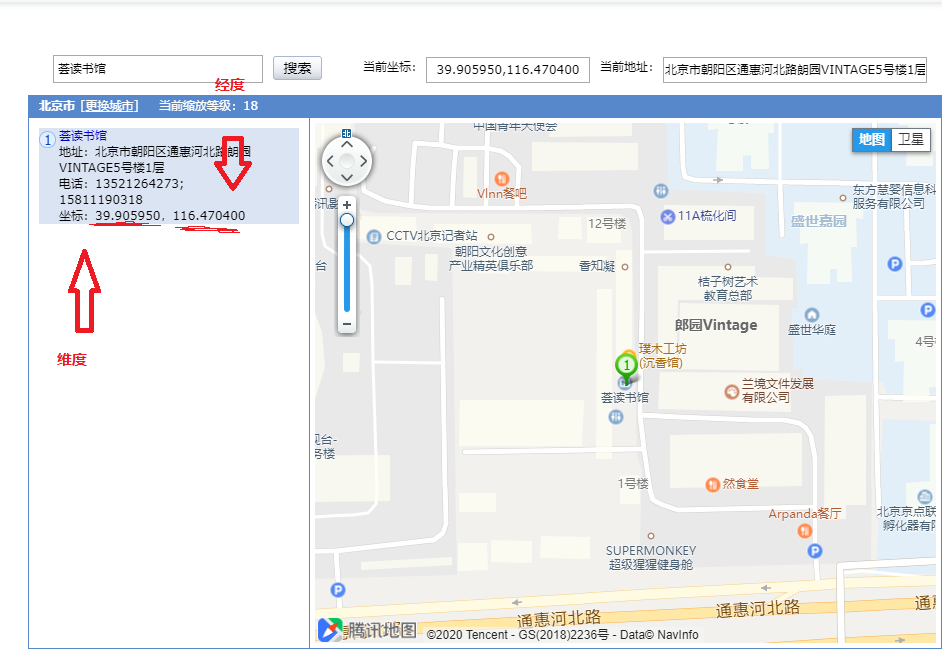 荟读书馆
搜索
当前坐标：
39.905950,116.470400
当前地址：
北京市朝阳区通惠河北路朗园VINTAGE5号楼1层
经度
北京市 [更换城市] 当前缩放等级：18
1
荟读书馆
地址：北京市朝阳区通惠河北路朗园
VINTAGE5号楼1层
电话：13521264273;
15811190318
坐标：39.905950，116.470400
维度
地图
卫星
中国青年大使会
Vlnn餐吧
12号楼
11A梳化间
东方慧婴信息科
服务有限公司
盛世嘉园
CCTV北京记者站
朝阳文化创意
产业精英俱乐部
香知凝
台
桔子树艺术
教育总部
郎园Vintage
盛世华庭
4号
璞木工坊
(沉香馆)
1
荟读书馆
兰境文件发展
有限公司
观台-
务楼
1号楼
然食堂
Arpanda餐厅
北京京点联
孵化器有限
SUPERMONKEY
超级猩猩健身舱
P
P
P
P
通惠河北路
通惠河北路
通
腾讯地图
©2020 Tencent - GS(2018)2236号 - Data© NavInfo